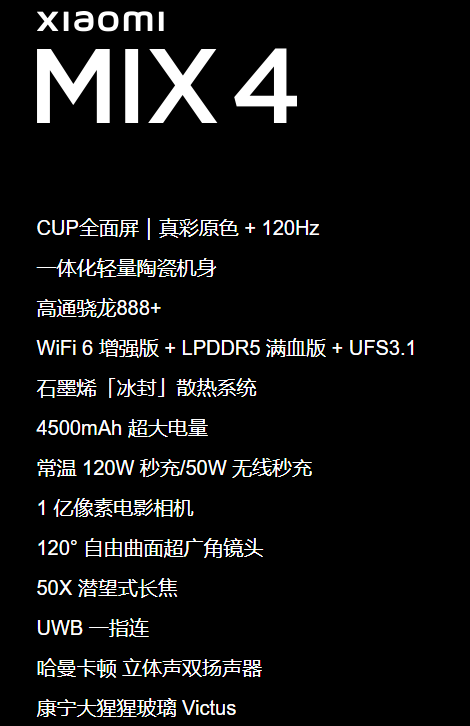 xiaomi
MIX 4
CUP全面屏 | 真彩原色 + 120Hz
一体化轻量陶瓷机身
高通骁龙888+
WiFi 6 增强版 + LPDDR5 满血版 + UFS3.1
石墨烯「冰封」散热系统
4500mAh 超大电量
常温 120W 秒充/50W 无线秒充
1 亿像素电影相机
120° 自由曲面超广角镜头
50X 潜望式长焦
UWB 一指连
哈曼卡顿 立体声双扬声器
康宁大猩猩玻璃 Victus